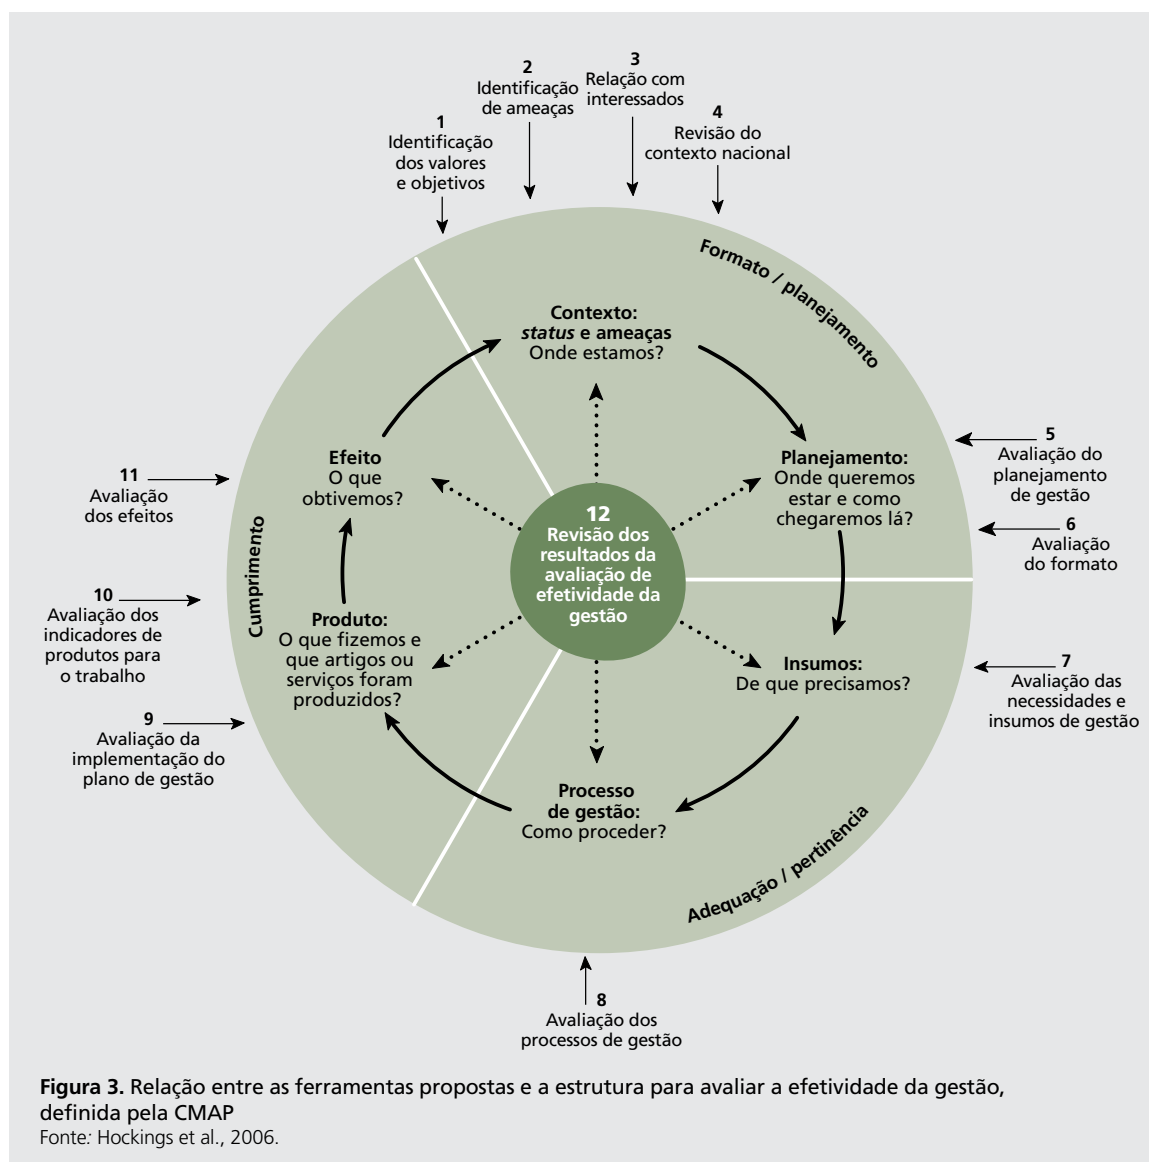 1
Identificação
dos valores
e objetivos
2
Identificação
de ameaças
3
Relação com
interessados
4
Revisão do
contexto nacional
Formato / planejamento
Contexto:
status e ameaças
Onde estamos?
Planejamento:
Onde queremos
estar e como
chegaremos lá?
5
Avaliação do
planejamento
de gestão
6
Avaliação
do formato
Insumos:
De que precisamos?
7
Avaliação das
necessidades e
insumos de gestão
Adequação / pertinência
Processo
de gestão:
Como proceder?
8
Avaliação dos
processos de gestão
Produto:
O que fizemos e
que artigos ou
serviços foram
produzidos?
9
Avaliação da
implementação do
plano de gestão
10
Avaliação dos
indicadores de
produtos para
o trabalho
Cumprimento
Efeito
O que
obtivemos?
11
Avaliação
dos efeitos
12
Revisão dos
resultados da
avaliação de
efetividade da
gestão
Figura 3. Relação entre as ferramentas propostas e a estrutura para avaliar a efetividade da gestão,
definida pela CMAP
Fonte: Hockings et al., 2006.